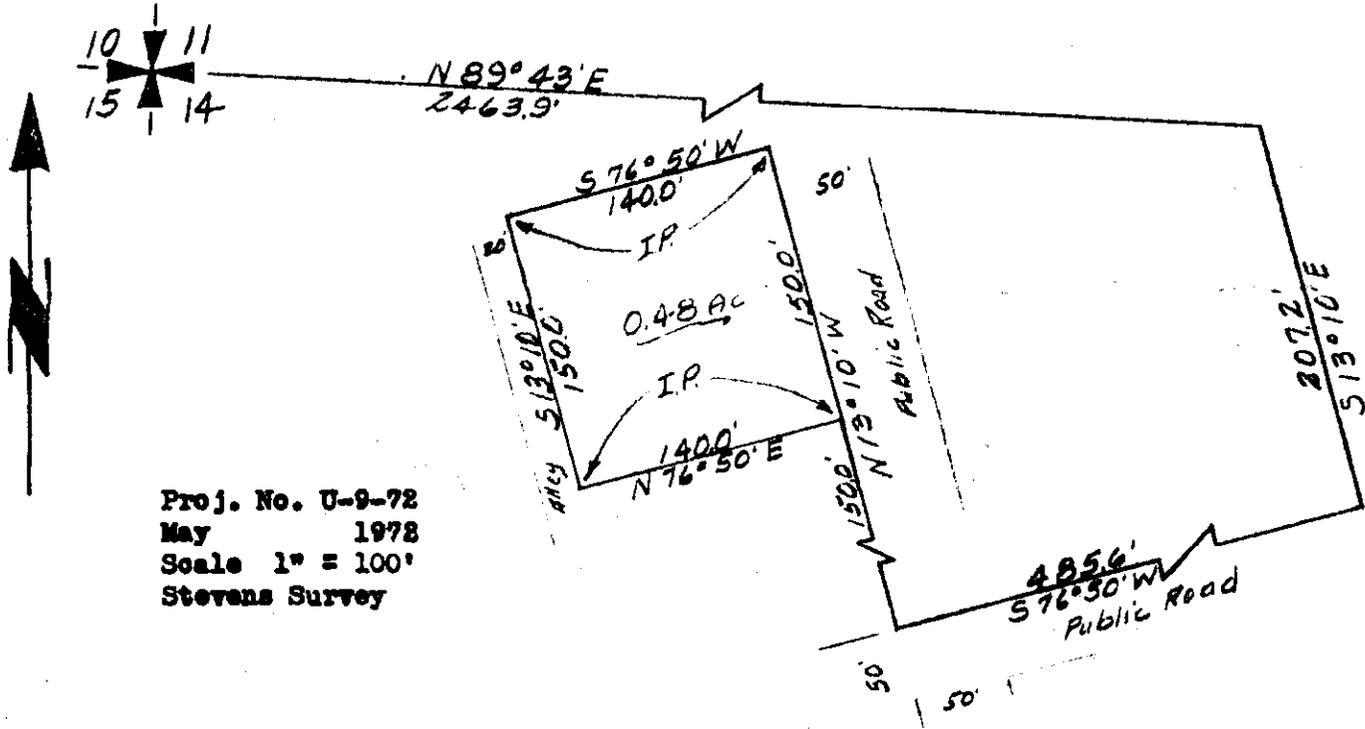 10 11
15 14
N 89° 43' E
2463.9'
N
S 76° 50' W
140.0'
50'
20'
I.P.
150.0'
0.48 Ac
S 13° 10' E
150.0'
Public Road
N 13° 10' W
207.2'
S 13° 10' E
I.P.
140.0'
N 76° 50' E
Alley
150.0'
Proj. No. U-9-72
May 1972
Scale 1" = 100'
Stevens Survey
485.6'
S 76° 50' W
Public Road
50'
50'